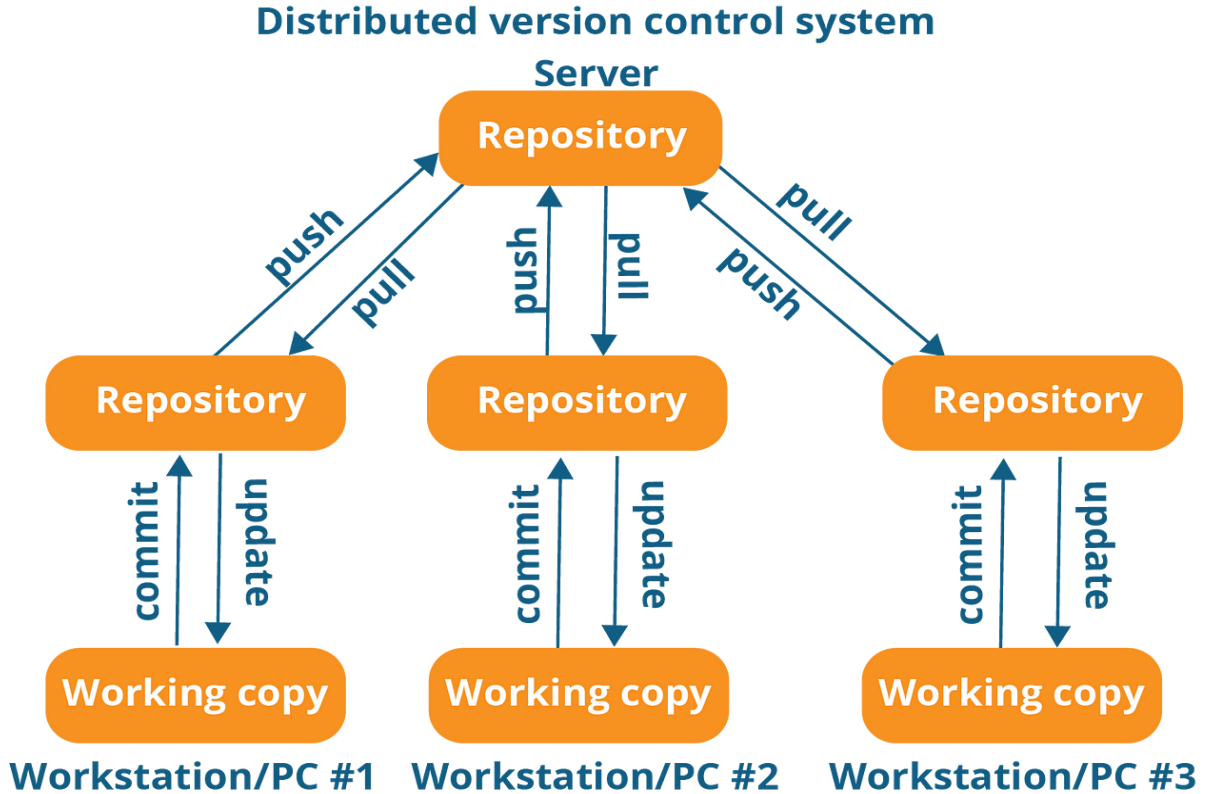 Distributed version control system
Server
Repository
push
pull
push
pull
push
pull
Repository
Repository
Repository
commit
update
commit
update
commit
update
Working copy
Working copy
Working copy
Workstation/PC #1
Workstation/PC #2
Workstation/PC #3